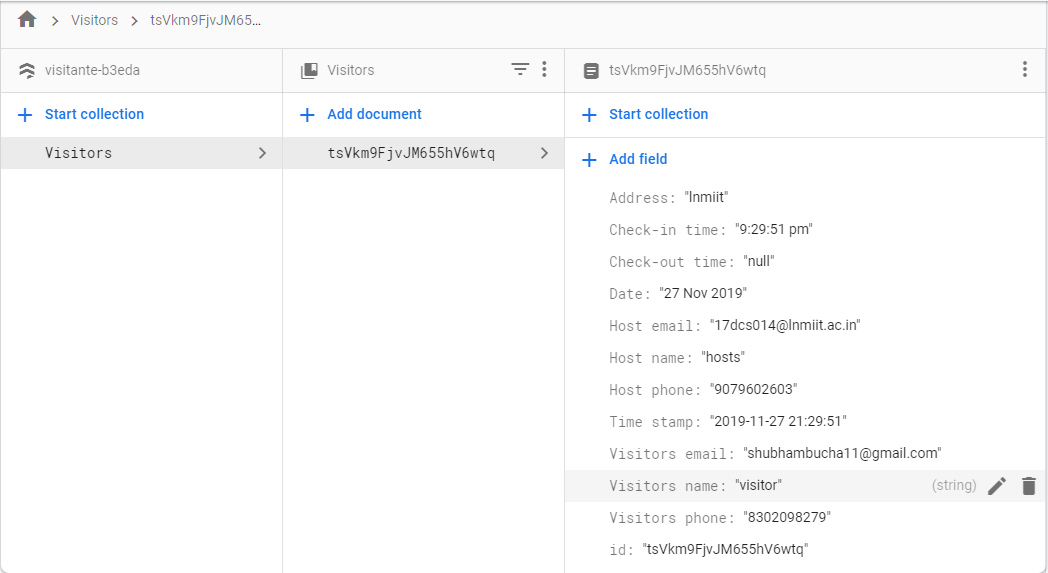 Visitors tsVkm9FjvJM65…
visitante-b3eda
Visitors
tsVkm9FjvJM655hV6wtq
Start collection
Add document
Start collection
Visitors
tsVkm9FjvJM655hV6wtq
Add field
Address: "lnmiit"
Check-in time: "9:29:51 pm"
Check-out time: "null"
Date: "27 Nov 2019"
Host email: "17dcs014@lnmiit.ac.in"
Host name: "hosts"
Host phone: "9079602603"
Time stamp: "2019-11-27 21:29:51"
Visitors email: "shubhambucha11@gmail.com"
Visitors name: "visitor" (string)
Visitors phone: "8302098279"
id: "tsVkm9FjvJM655hV6wtq"